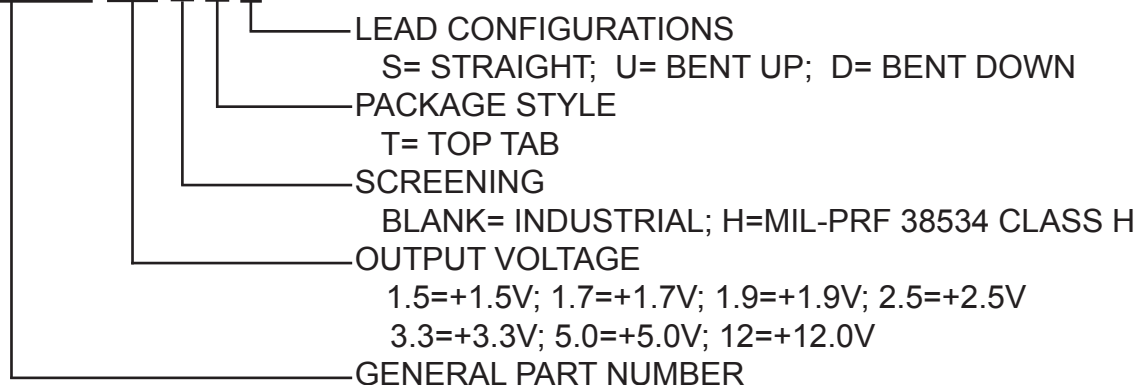 LEAD CONFIGURATIONS
S= STRAIGHT; U= BENT UP; D= BENT DOWN
PACKAGE STYLE
T= TOP TAB
SCREENING
BLANK= INDUSTRIAL; H=MIL-PRF 38534 CLASS H
OUTPUT VOLTAGE
1.5=+1.5V; 1.7=+1.7V; 1.9=+1.9V; 2.5=+2.5V
3.3=+3.3V; 5.0=+5.0V; 12=+12.0V
GENERAL PART NUMBER